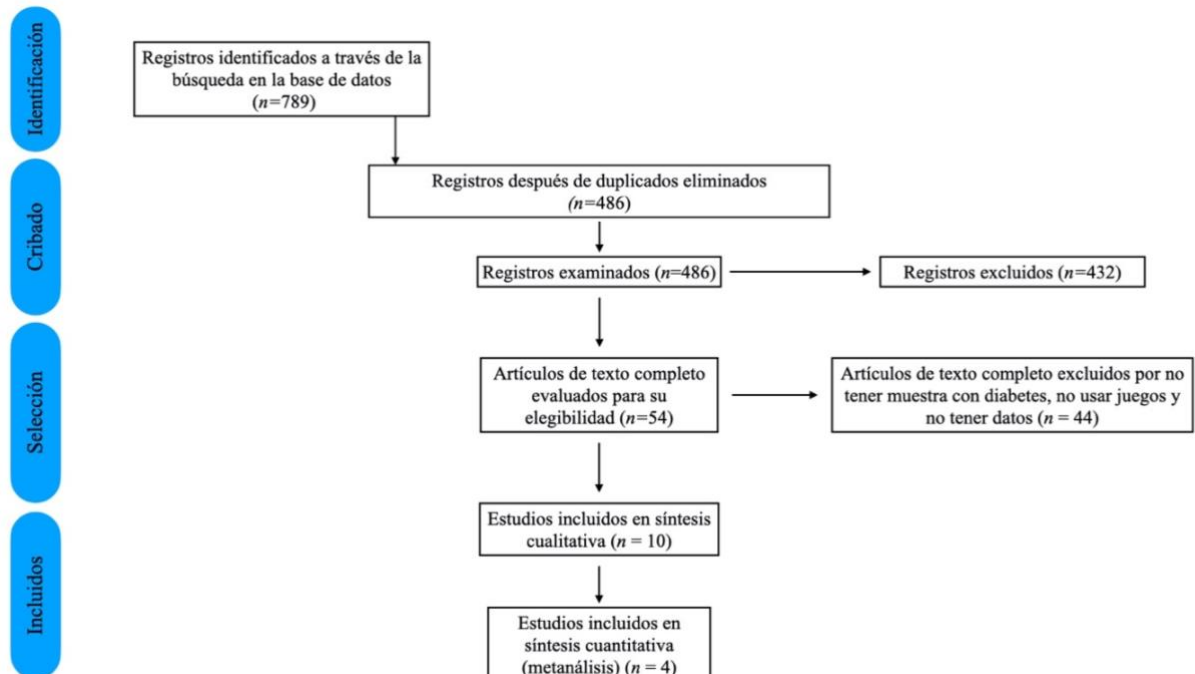 Identificación
Registros identificados a través de la
búsqueda en la base de datos
(n=789)
Cribado
Registros después de duplicados eliminados
(n=486)
Registros examinados (n=486)
Registros excluidos (n=432)
Selección
Artículos de texto completo
evaluados para su
elegibilidad (n=54)
Artículos de texto completo excluidos por no
tener muestra con diabetes, no usar juegos y
no tener datos (n = 44)
Incluidos
Estudios incluidos en síntesis
cualitativa (n = 10)
Estudios incluidos en
síntesis cuantitativa
(metanálisis) (n = 4)